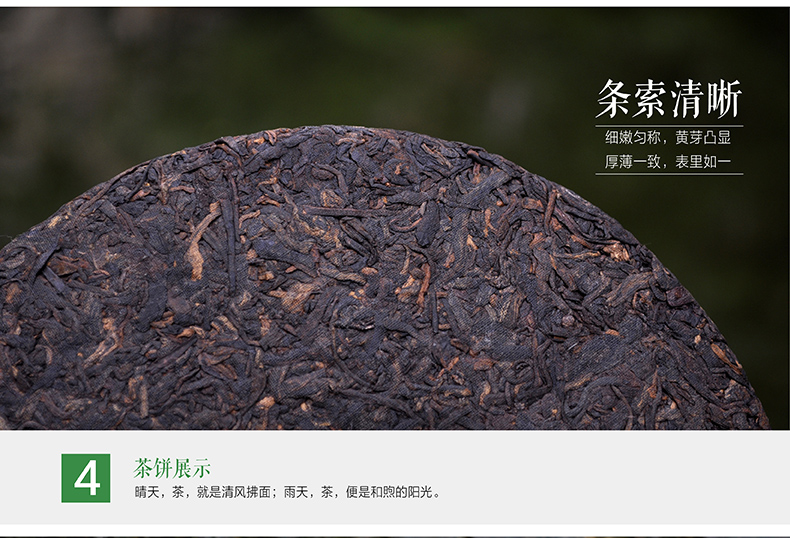 条索清晰
细嫩匀称，黄芽凸显
厚薄一致，表里如一
4
茶饼展示
晴天，茶，就是清风拂面；雨天，茶，便是和煦的阳光。